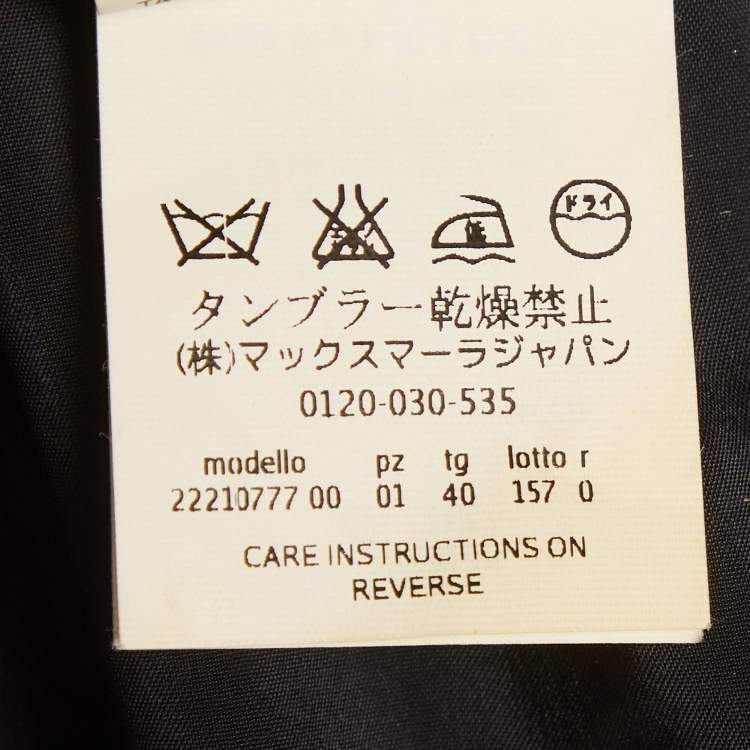 低 ドライ
タンブラー乾燥禁止
(株)マックスマーラジャパン
0120-030-535
modello pz tg lotto r
22210777 00 01 40 157 0
CARE INSTRUCTIONS ON
REVERSE